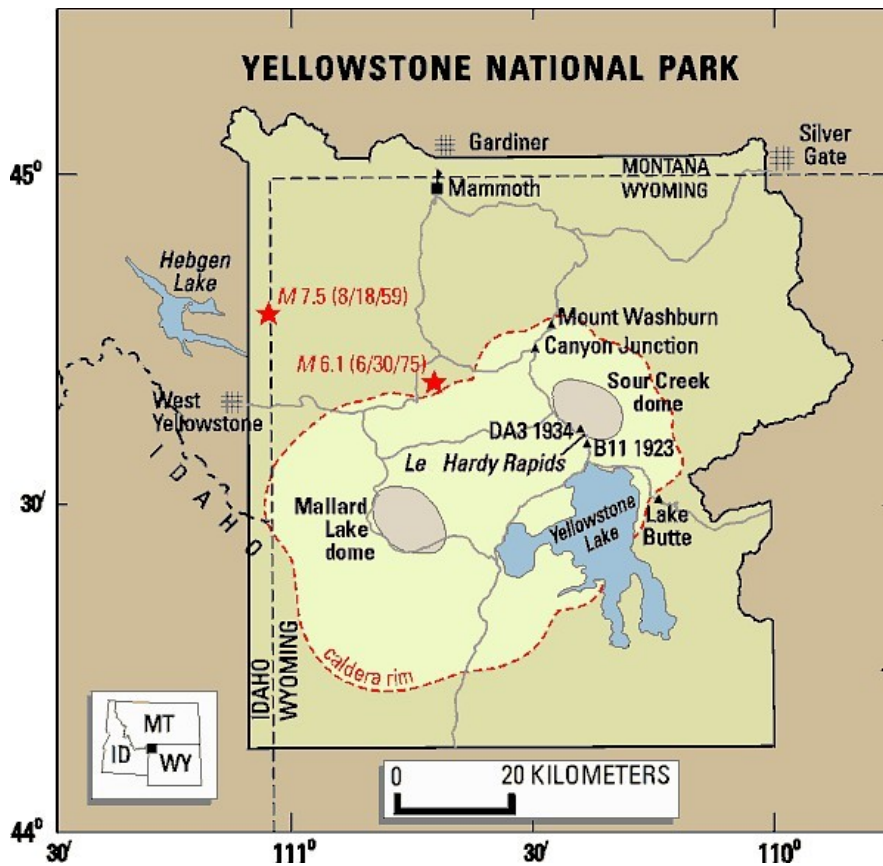 YELLOWSTONE NATIONAL PARK
Gardiner
Silver
Gate
45°
MONTANA
WYOMING
Mammoth
Hebgen
Lake
M 7.5 (8/18/59)
Mount Washburn
Canyon Junction
M 6.1 (6/30/75)
Sour Creek
dome
West
Yellowstone
DA3 1934
B11 1923
Le Hardy Rapids
IDAHO
30'
Mallard
Lake
dome
Yellowstone
Lake
Lake
Butte
caldera rim
IDAHO
WYOMING
MT
ID
WY
0 20 KILOMETERS
44°
30' 111° 30' 110°